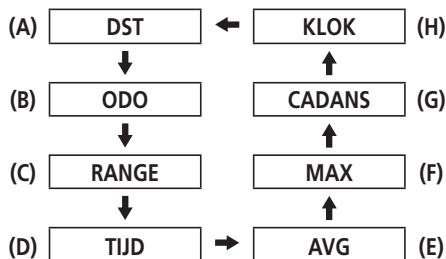 (A) DST KLOK (H)
(B) ODO CADANS (G)
(C) RANGE MAX (F)
(D) TIJD AVG (E)